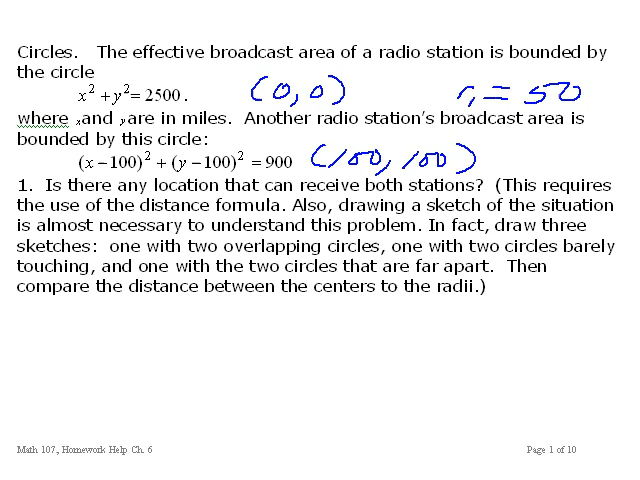 Circles. The effective broadcast area of a radio station is bounded by
the circle
x² + y² = 2500 . (0, 0) r₁ = 50
where x and y are in miles. Another radio station's broadcast area is
bounded by this circle:
(x − 100)² + (y − 100)² = 900 (100, 100)
1. Is there any location that can receive both stations? (This requires
the use of the distance formula. Also, drawing a sketch of the situation
is almost necessary to understand this problem. In fact, draw three
sketches: one with two overlapping circles, one with two circles barely
touching, and one with the two circles that are far apart. Then
compare the distance between the centers to the radii.)
Math 107, Homework Help Ch. 6 Page 1 of 10